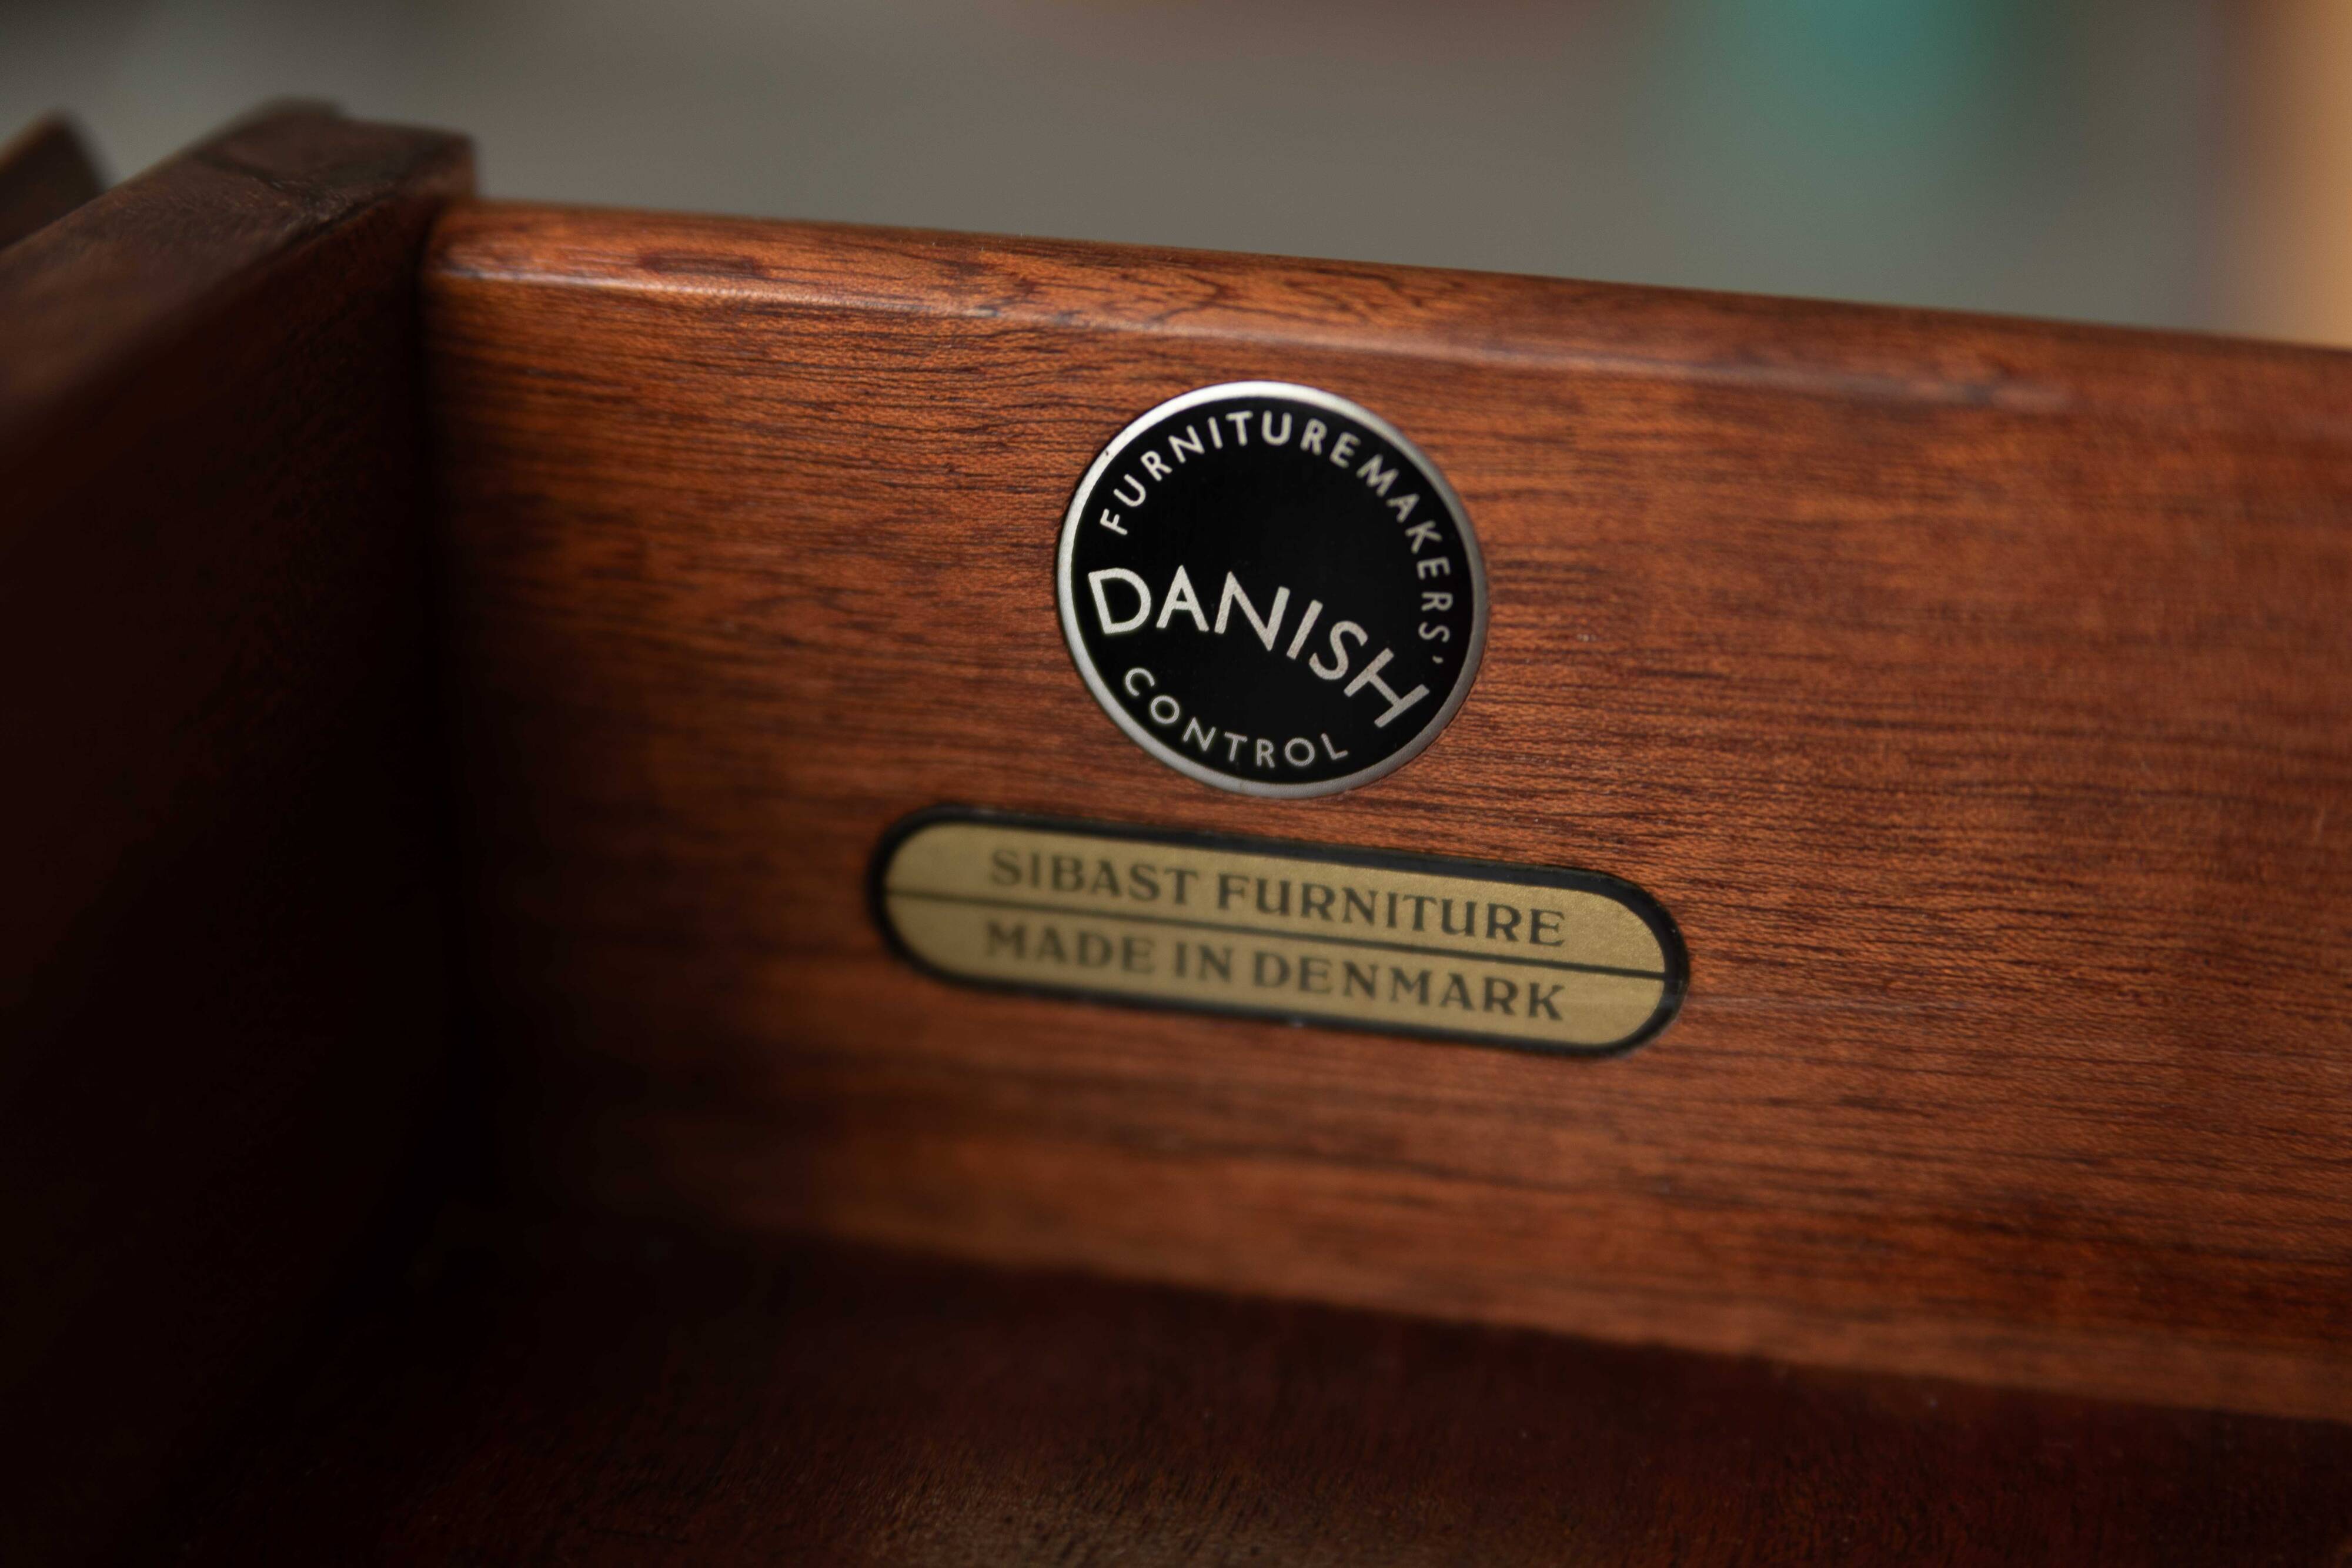 FURNITUREMAKERS'
DANISH
CONTROL
SIBAST FURNITURE
MADE IN DENMARK